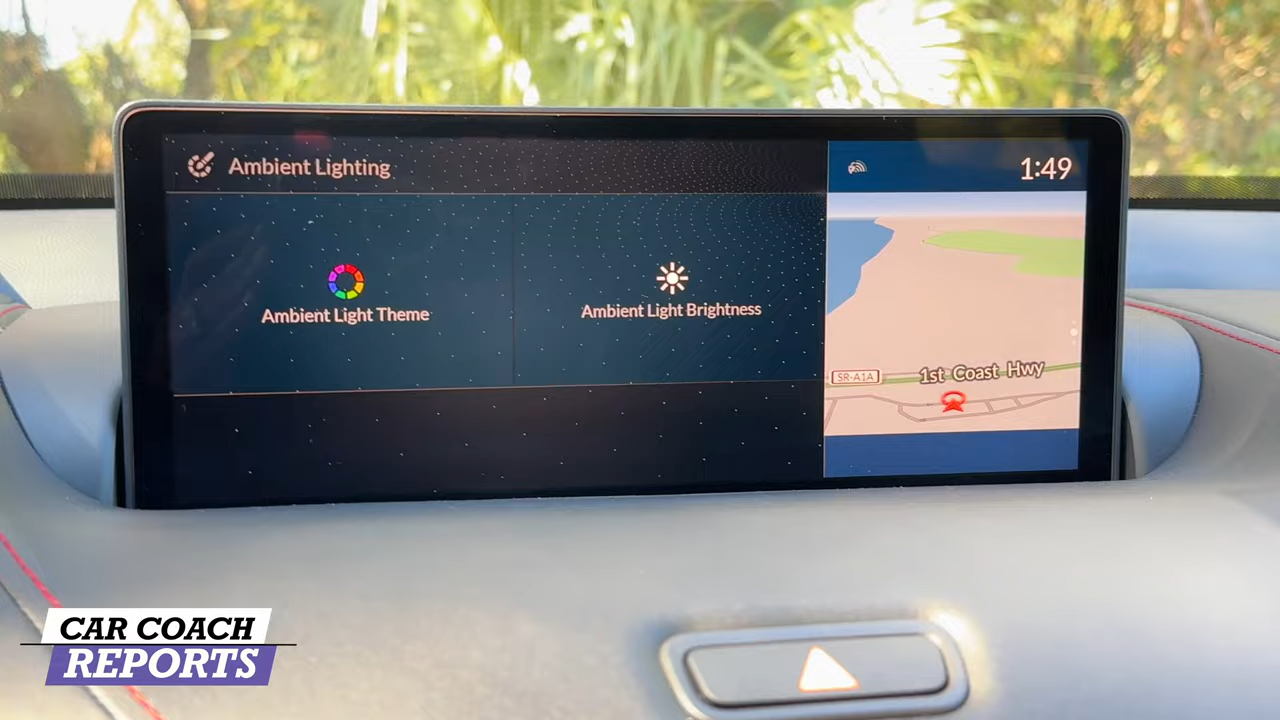 Ambient Lighting
1:49
Ambient Light Theme
Ambient Light Brightness
SR-A1A
1st Coast Hwy
CAR COACH
REPORTS